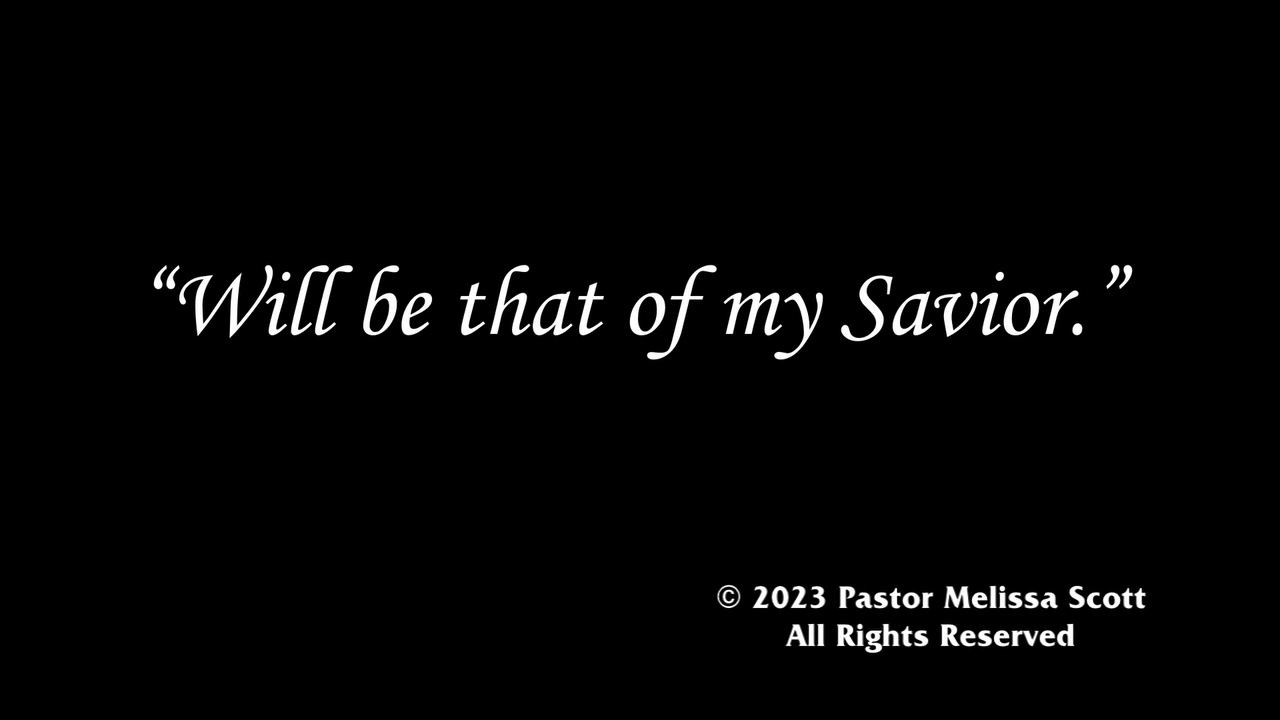 “Will be that of my Savior.”
© 2023 Pastor Melissa Scott
All Rights Reserved